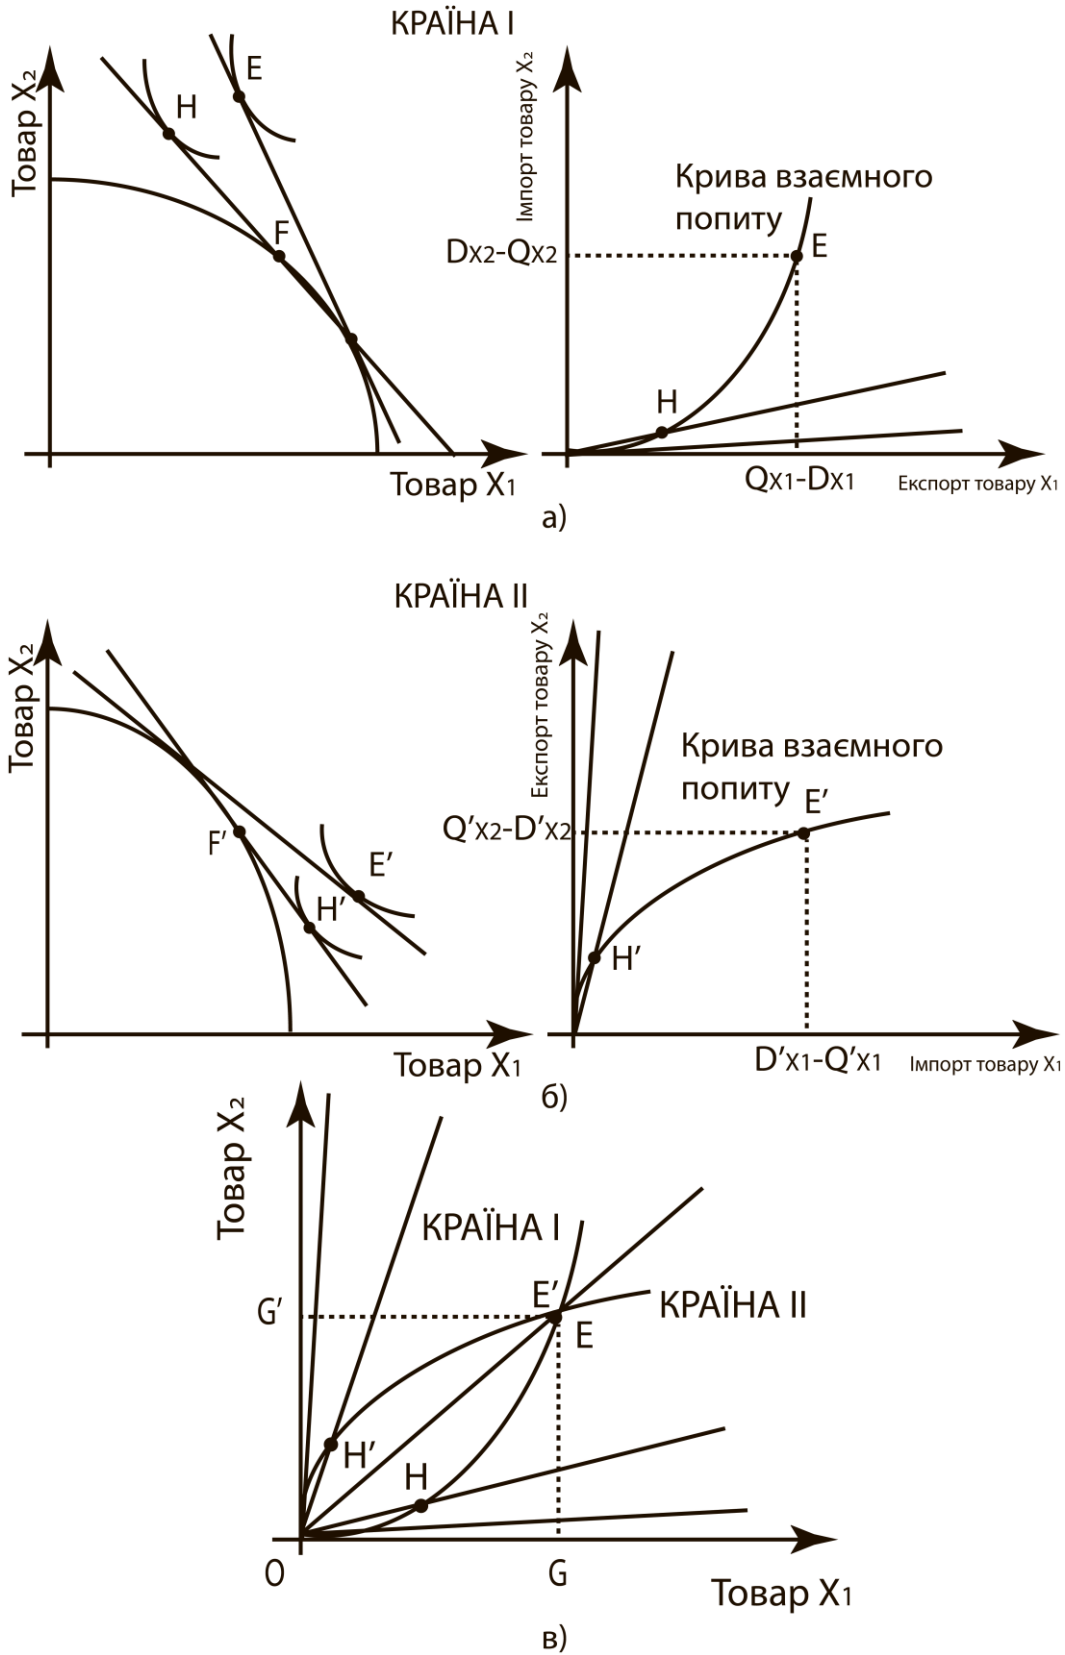 КРАЇНА I
Товар X2
H
E
F
Товар X1
Імпорт товару X2
Крива взаємного
попиту
DX2-QX2
E
H
QX1-DX1
Експорт товару X1
а)
КРАЇНА II
Товар X2
F′
H′
E′
Товар X1
Експорт товару X2
Крива взаємного
попиту
E′
Q′X2-D′X2
H′
D′X1-Q′X1
Імпорт товару X1
б)
Товар X2
КРАЇНА I
E′
G′
КРАЇНА II
E
H′
H
O
G
Товар X1
в)